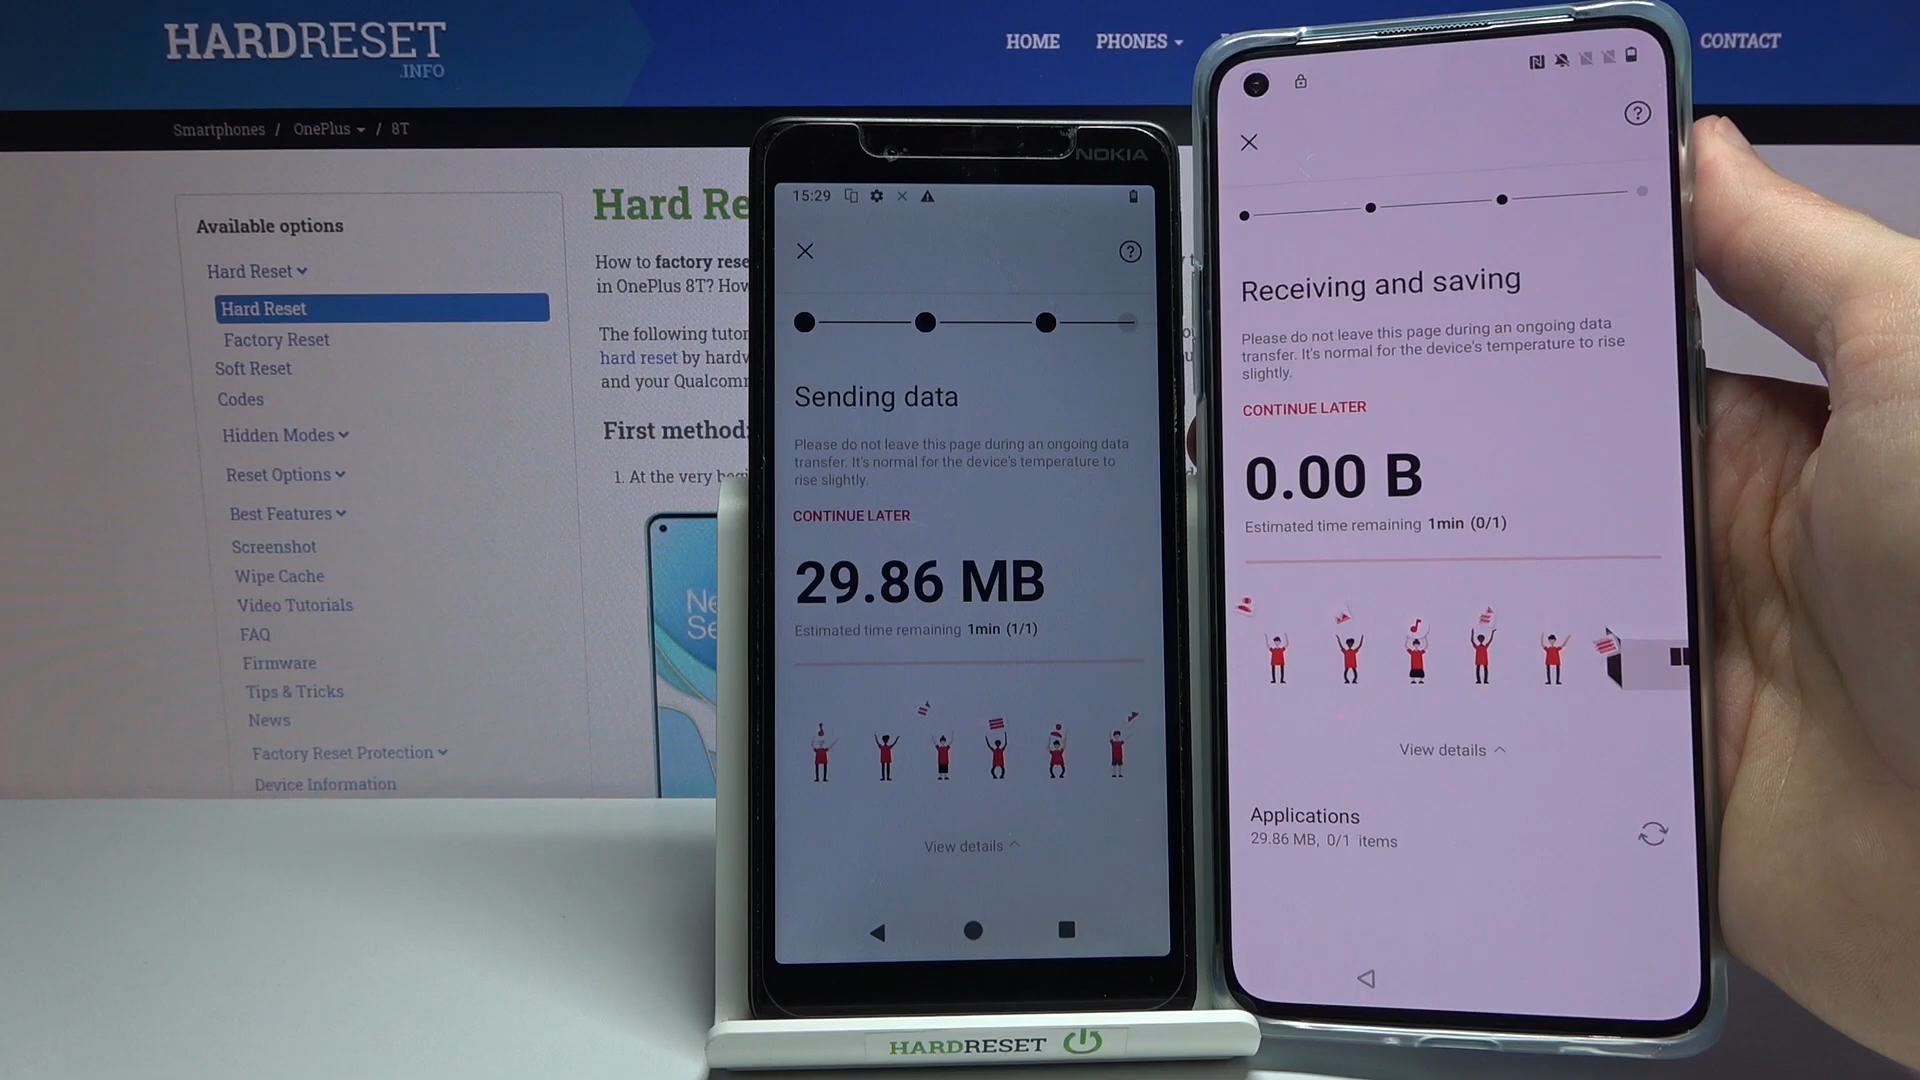 HARDRESET
.INFO
HOME
PHONES
CONTACT
Smartphones / OnePlus / 8T
Available options
Hard Reset
Hard Reset
Factory Reset
Soft Reset
Codes
Hidden Modes
Reset Options
Best Features
Screenshot
Wipe Cache
Video Tutorials
FAQ
Firmware
Tips & Tricks
News
Factory Reset Protection
Device Information
Hard Re
How to factory rese
in OnePlus 8T? How
The following tutor
hard reset by hardw
and your Qualcomm
First method:
1. At the very begi
Ne
Se
NOKIA
15:29
Sending data
Please do not leave this page during an ongoing data
transfer. It's normal for the device's temperature to
rise slightly.
CONTINUE LATER
29.86 MB
Estimated time remaining 1min (1/1)
View details
HARDRESET
Receiving and saving
Please do not leave this page during an ongoing data
transfer. It's normal for the device's temperature to rise
slightly.
CONTINUE LATER
0.00 B
Estimated time remaining 1min (0/1)
View details
Applications
29.86 MB, 0/1 items